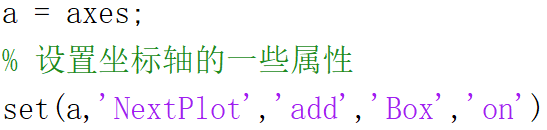 a = axes;
% 设置坐标轴的一些属性
set(a,'NextPlot','add','Box','on')